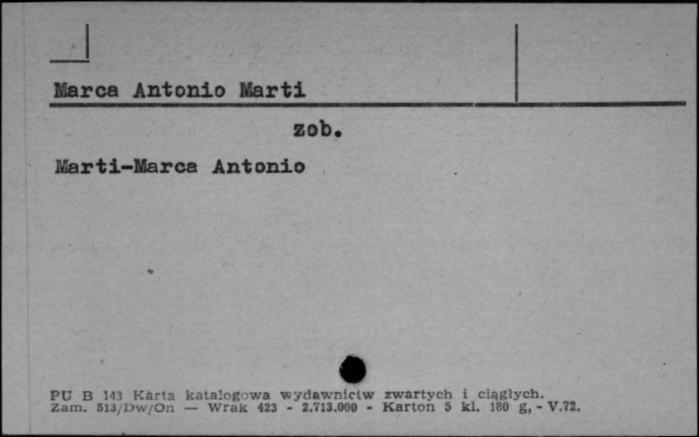 Marca Antonio Marti
zob.
Marti-Marca Antonio
PU B 143 Karta katalogowa wydawnictw zwartych i ciągłych.
Zam. 513/Dw/On — Wrak 423 - 2.713.000 - Karton 5 kl. 180 g, - V.72.